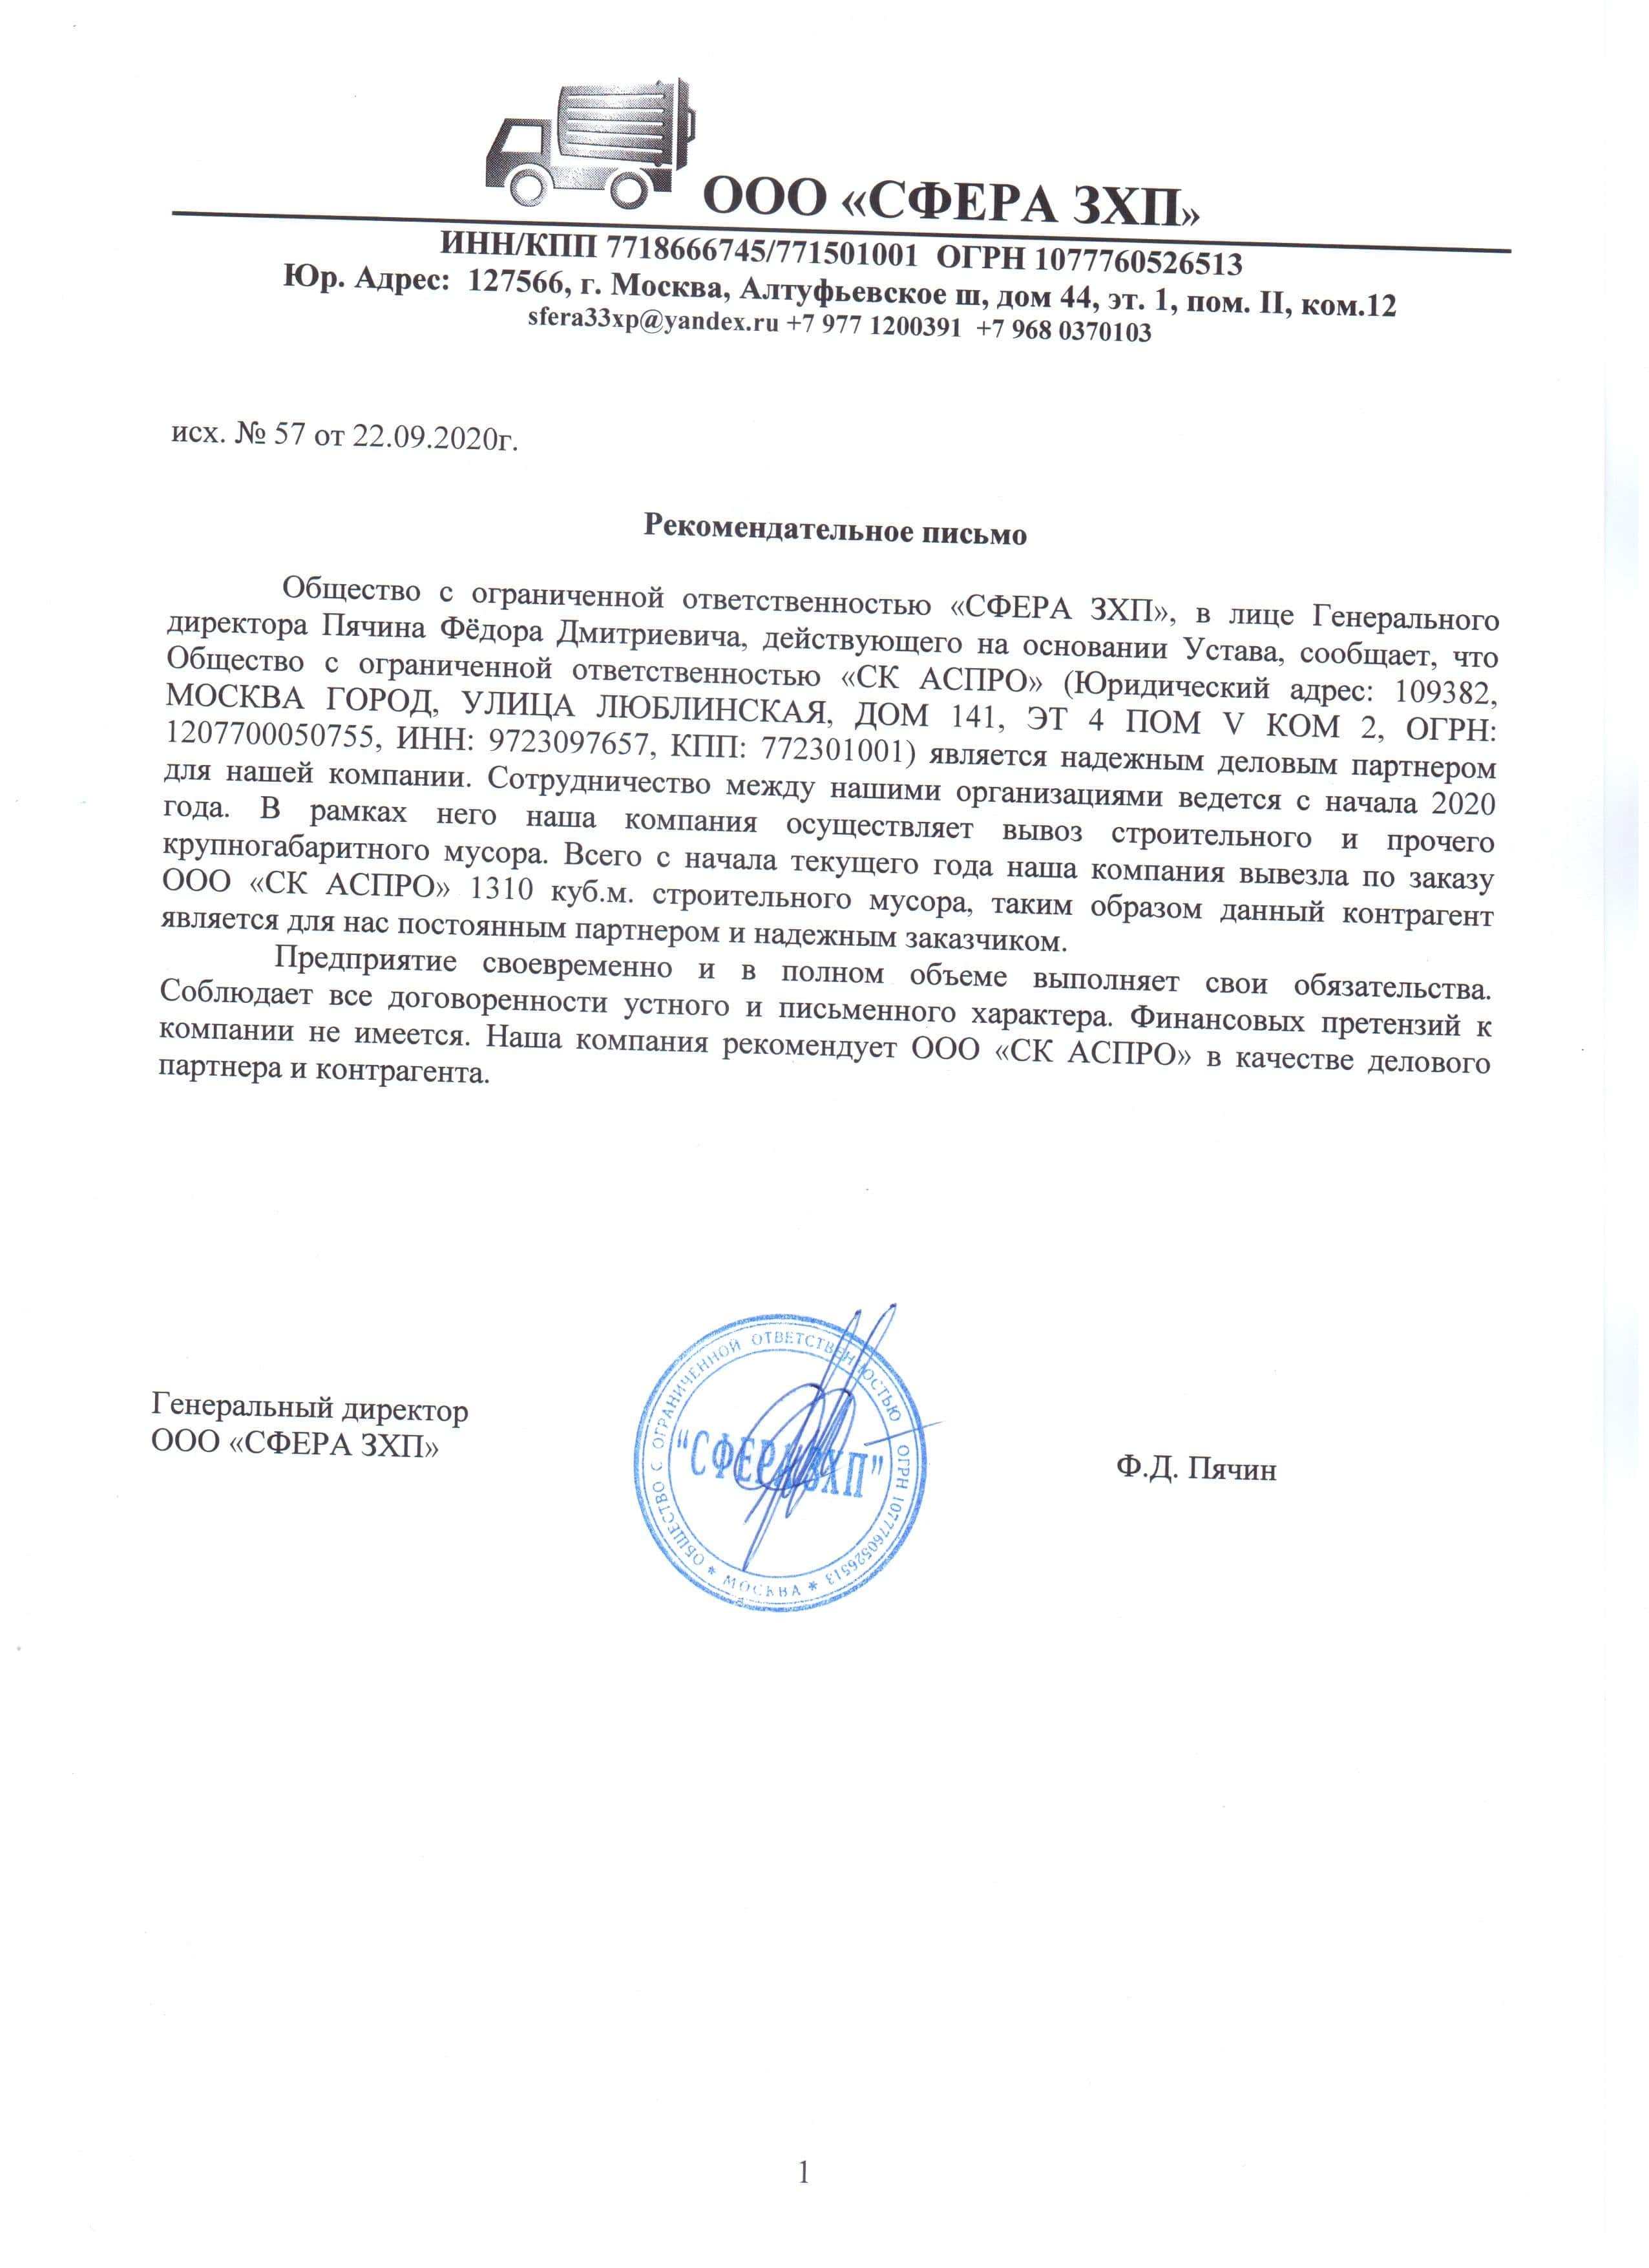 ООО «СФЕРА ЗХП»
ИНН/КПП 7718666745/771501001 ОГРН 1077760526513
Юр. Адрес: 127566, г. Москва, Алтуфьевское ш, дом 44, эт. 1, пом. II, ком.12
sfera33xp@yandex.ru +7 977 1200391 +7 968 0370103
исх. № 57 от 22.09.2020г.
Рекомендательное письмо
Общество с ограниченной ответственностью «СФЕРА ЗХП», в лице Генерального
директора Пячина Фёдора Дмитриевича, действующего на основании Устава, сообщает, что
Общество с ограниченной ответственностью «СК АСПРО» (Юридический адрес: 109382,
МОСКВА ГОРОД, УЛИЦА ЛЮБЛИНСКАЯ, ДОМ 141, ЭТ 4 ПОМ V КОМ 2, ОГРН:
1207700050755, ИНН: 9723097657, КПП: 772301001) является надежным деловым партнером
для нашей компании. Сотрудничество между нашими организациями ведется с начала 2020
года. В рамках него наша компания осуществляет вывоз строительного и прочего
крупногабаритного мусора. Всего с начала текущего года наша компания вывезла по заказу
ООО «СК АСПРО» 1310 куб.м. строительного мусора, таким образом данный контрагент
является для нас постоянным партнером и надежным заказчиком.
Предприятие своевременно и в полном объеме выполняет свои обязательства.
Соблюдает все договоренности устного и письменного характера. Финансовых претензий к
компании не имеется. Наша компания рекомендует ООО «СК АСПРО» в качестве делового
партнера и контрагента.
Генеральный директор
ООО «СФЕРА ЗХП»
ОБЩЕСТВО С ОГРАНИЧЕННОЙ ОТВЕТСТВЕННОСТЬЮ ОГРН 1077760526513
* МОСКВА *
"СФЕРА ЗХП"
Ф.Д. Пячин
1